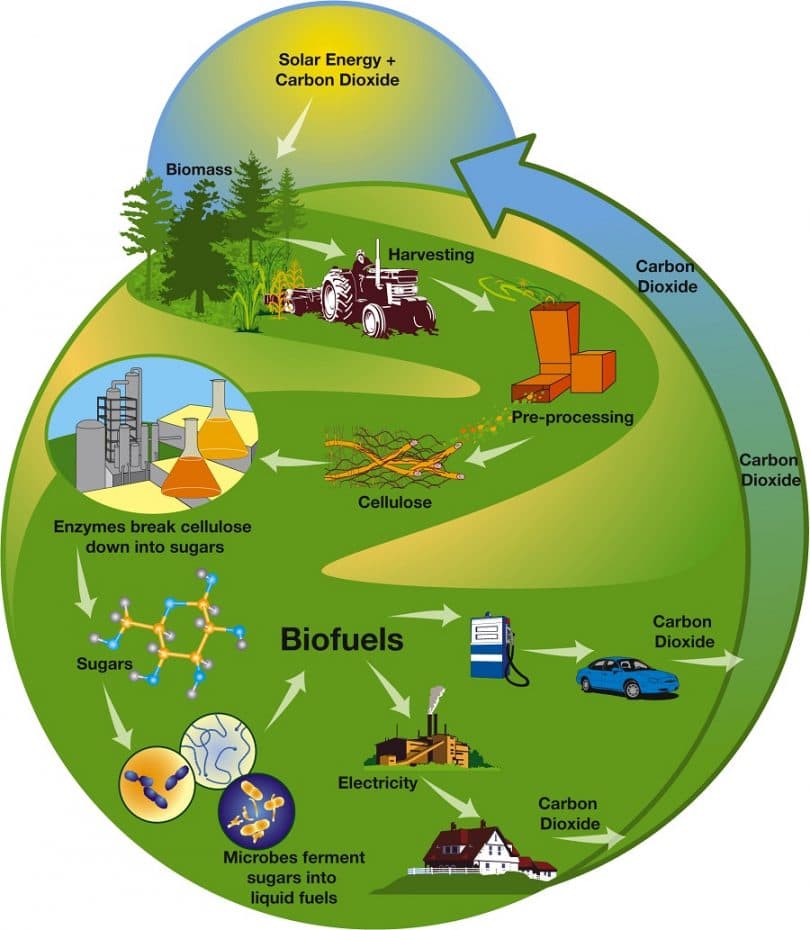 Solar Energy +
Carbon Dioxide
Biomass
Harvesting
Carbon
Dioxide
Pre-processing
Carbon
Dioxide
Cellulose
Enzymes break cellulose
down into sugars
Sugars
Biofuels
Carbon
Dioxide
Electricity
Carbon
Dioxide
Microbes ferment
sugars into
liquid fuels